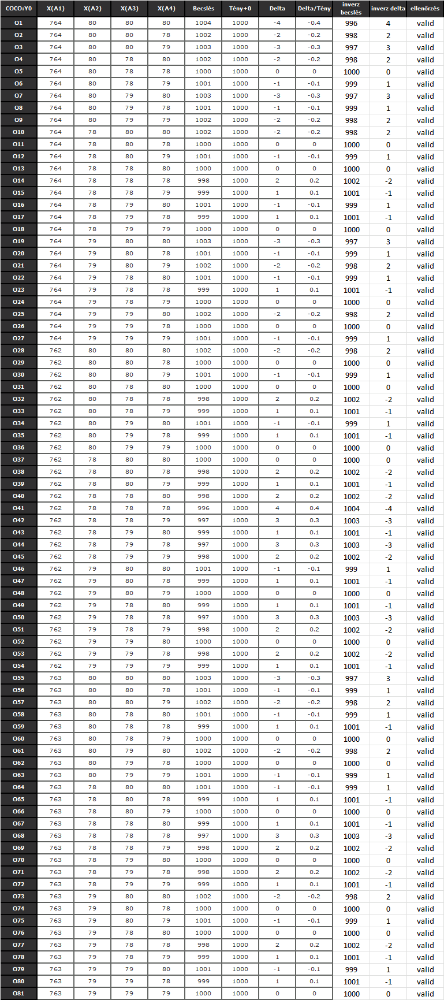 COCO:Y0 X(A1) X(A2) X(A3) X(A4) Becslés Tény+0 Delta Delta/Tény inverz becslés inverz delta ellenőrzés
O1 764 80 80 80 1004 1000 -4 -0.4 996 4 valid
O2 764 80 80 78 1002 1000 -2 -0.2 998 2 valid
O3 764 80 80 79 1003 1000 -3 -0.3 997 3 valid
O4 764 80 78 80 1002 1000 -2 -0.2 998 2 valid
O5 764 80 78 78 1000 1000 0 0 1000 0 valid
O6 764 80 78 79 1001 1000 -1 -0.1 999 1 valid
O7 764 80 79 80 1003 1000 -3 -0.3 997 3 valid
O8 764 80 79 78 1001 1000 -1 -0.1 999 1 valid
O9 764 80 79 79 1002 1000 -2 -0.2 998 2 valid
O10 764 78 80 80 1002 1000 -2 -0.2 998 2 valid
O11 764 78 80 78 1000 1000 0 0 1000 0 valid
O12 764 78 80 79 1001 1000 -1 -0.1 999 1 valid
O13 764 78 78 80 1000 1000 0 0 1000 0 valid
O14 764 78 78 78 998 1000 2 0.2 1002 -2 valid
O15 764 78 78 79 999 1000 1 0.1 1001 -1 valid
O16 764 78 79 80 1001 1000 -1 -0.1 999 1 valid
O17 764 78 79 78 999 1000 1 0.1 1001 -1 valid
O18 764 78 79 79 1000 1000 0 0 1000 0 valid
O19 764 79 80 80 1003 1000 -3 -0.3 997 3 valid
O20 764 79 80 78 1001 1000 -1 -0.1 999 1 valid
O21 764 79 80 79 1002 1000 -2 -0.2 998 2 valid
O22 764 79 78 80 1001 1000 -1 -0.1 999 1 valid
O23 764 79 78 78 999 1000 1 0.1 1001 -1 valid
O24 764 79 78 79 1000 1000 0 0 1000 0 valid
O25 764 79 79 80 1002 1000 -2 -0.2 998 2 valid
O26 764 79 79 78 1000 1000 0 0 1000 0 valid
O27 764 79 79 79 1001 1000 -1 -0.1 999 1 valid
O28 762 80 80 80 1002 1000 -2 -0.2 998 2 valid
O29 762 80 80 78 1000 1000 0 0 1000 0 valid
O30 762 80 80 79 1001 1000 -1 -0.1 999 1 valid
O31 762 80 78 80 1000 1000 0 0 1000 0 valid
O32 762 80 78 78 998 1000 2 0.2 1002 -2 valid
O33 762 80 78 79 999 1000 1 0.1 1001 -1 valid
O34 762 80 79 80 1001 1000 -1 -0.1 999 1 valid
O35 762 80 79 78 999 1000 1 0.1 1001 -1 valid
O36 762 80 79 79 1000 1000 0 0 1000 0 valid
O37 762 78 80 80 1000 1000 0 0 1000 0 valid
O38 762 78 80 78 998 1000 2 0.2 1002 -2 valid
O39 762 78 80 79 999 1000 1 0.1 1001 -1 valid
O40 762 78 78 80 998 1000 2 0.2 1002 -2 valid
O41 762 78 78 78 996 1000 4 0.4 1004 -4 valid
O42 762 78 78 79 997 1000 3 0.3 1003 -3 valid
O43 762 78 79 80 999 1000 1 0.1 1001 -1 valid
O44 762 78 79 78 997 1000 3 0.3 1003 -3 valid
O45 762 78 79 79 998 1000 2 0.2 1002 -2 valid
O46 762 79 80 80 1001 1000 -1 -0.1 999 1 valid
O47 762 79 80 78 999 1000 1 0.1 1001 -1 valid
O48 762 79 80 79 1000 1000 0 0 1000 0 valid
O49 762 79 78 80 999 1000 1 0.1 1001 -1 valid
O50 762 79 78 78 997 1000 3 0.3 1003 -3 valid
O51 762 79 78 79 998 1000 2 0.2 1002 -2 valid
O52 762 79 79 80 1000 1000 0 0 1000 0 valid
O53 762 79 79 78 998 1000 2 0.2 1002 -2 valid
O54 762 79 79 79 999 1000 1 0.1 1001 -1 valid
O55 763 80 80 80 1003 1000 -3 -0.3 997 3 valid
O56 763 80 80 78 1001 1000 -1 -0.1 999 1 valid
O57 763 80 80 79 1002 1000 -2 -0.2 998 2 valid
O58 763 80 78 80 1001 1000 -1 -0.1 999 1 valid
O59 763 80 78 78 999 1000 1 0.1 1001 -1 valid
O60 763 80 78 79 1000 1000 0 0 1000 0 valid
O61 763 80 79 80 1002 1000 -2 -0.2 998 2 valid
O62 763 80 79 78 1000 1000 0 0 1000 0 valid
O63 763 80 79 79 1001 1000 -1 -0.1 999 1 valid
O64 763 78 80 80 1001 1000 -1 -0.1 999 1 valid
O65 763 78 80 78 999 1000 1 0.1 1001 -1 valid
O66 763 78 80 79 1000 1000 0 0 1000 0 valid
O67 763 78 78 80 999 1000 1 0.1 1001 -1 valid
O68 763 78 78 78 997 1000 3 0.3 1003 -3 valid
O69 763 78 78 79 998 1000 2 0.2 1002 -2 valid
O70 763 78 79 80 1000 1000 0 0 1000 0 valid
O71 763 78 79 78 998 1000 2 0.2 1002 -2 valid
O72 763 78 79 79 999 1000 1 0.1 1001 -1 valid
O73 763 79 80 80 1002 1000 -2 -0.2 998 2 valid
O74 763 79 80 78 1000 1000 0 0 1000 0 valid
O75 763 79 80 79 1001 1000 -1 -0.1 999 1 valid
O76 763 79 78 80 1000 1000 0 0 1000 0 valid
O77 763 79 78 78 998 1000 2 0.2 1002 -2 valid
O78 763 79 78 79 999 1000 1 0.1 1001 -1 valid
O79 763 79 79 80 1001 1000 -1 -0.1 999 1 valid
O80 763 79 79 78 999 1000 1 0.1 1001 -1 valid
O81 763 79 79 79 1000 1000 0 0 1000 0 valid